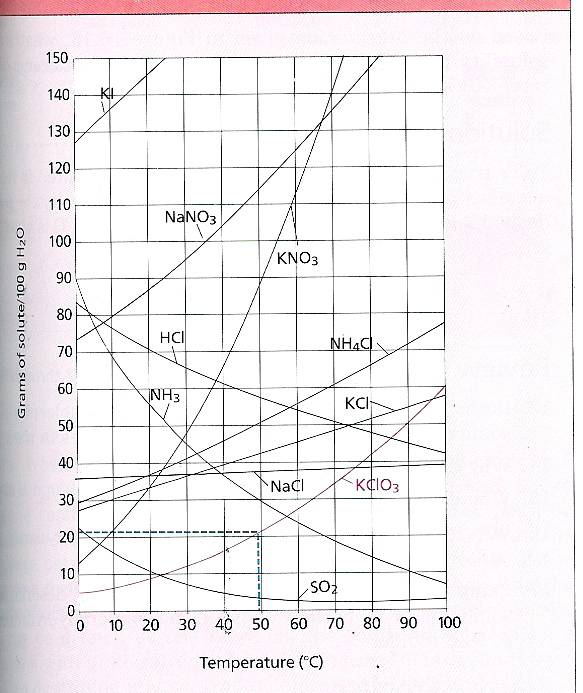 150
140
130
120
110
100
90
80
70
60
50
40
30
20
10
0
Grams of solute/100 g H₂O
KI
NaNO₃
KNO₃
HCl
NH₄Cl
NH₃
KCl
NaCl
KClO₃
SO₂
0 10 20 30 40 50 60 70 80 90 100
Temperature (°C)